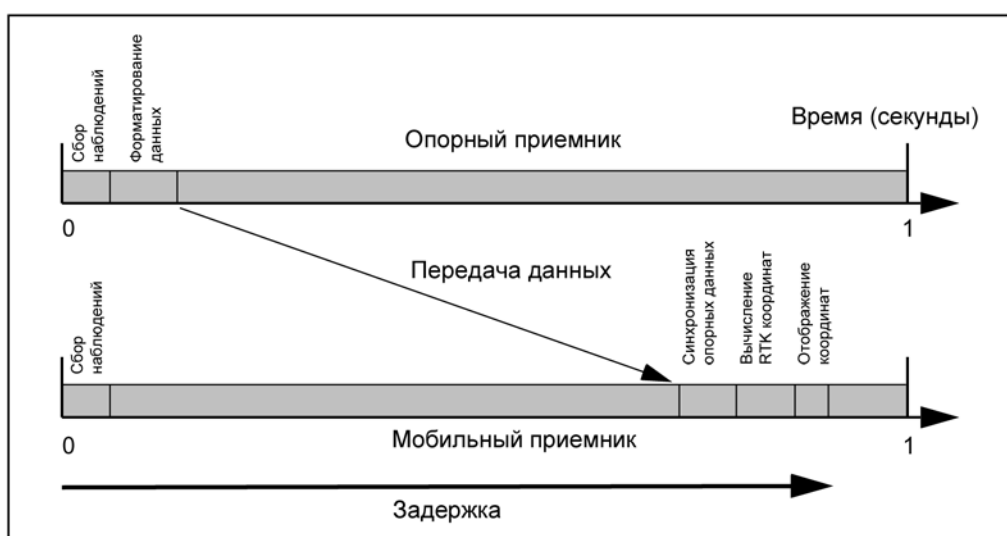 Сбор
наблюдений
Форматирование
данных
Опорный приемник
Время (секунды)
0
1
Передача данных
Сбор
наблюдений
Синхронизация
опорных данных
Вычисление
RTK координат
Отображение
координат
0
Мобильный приемник
1
Задержка